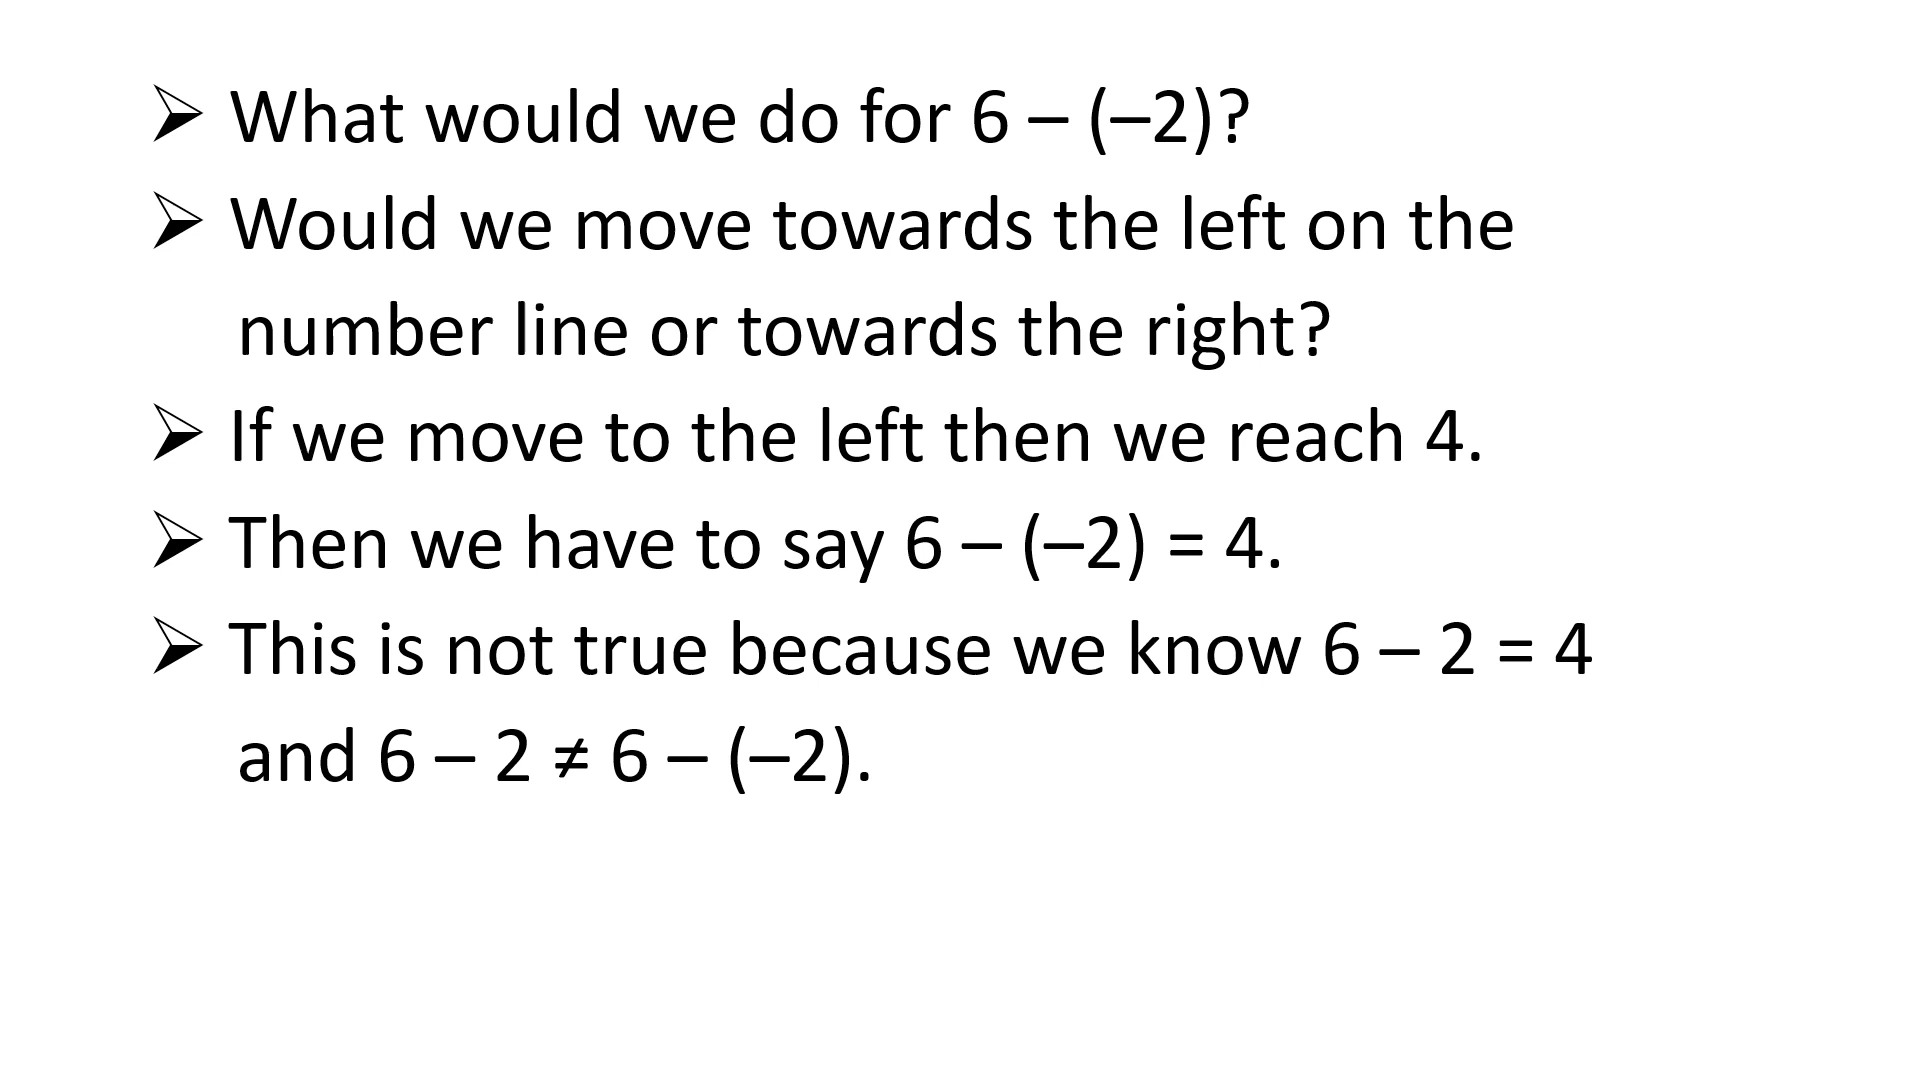 ➢ What would we do for 6 – (–2)?
➢ Would we move towards the left on the
number line or towards the right?
➢ If we move to the left then we reach 4.
➢ Then we have to say 6 – (–2) = 4.
➢ This is not true because we know 6 – 2 = 4
and 6 – 2 ≠ 6 – (–2).